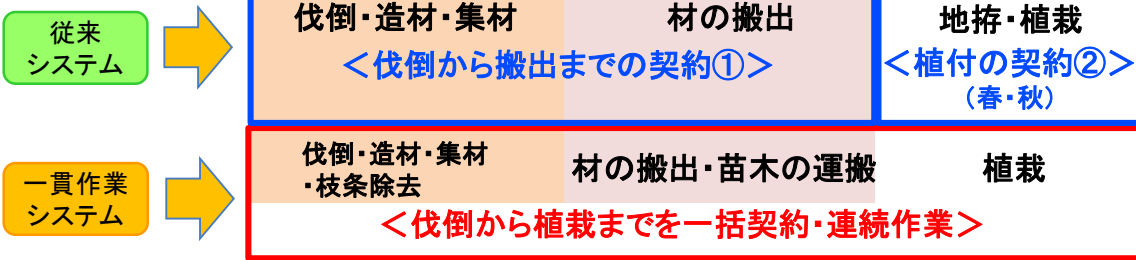 従来
システム
伐倒・造材・集材
材の搬出
＜伐倒から搬出までの契約①＞
地拵・植栽
＜植付の契約②＞
（春・秋）
一貫作業
システム
伐倒・造材・集材
・枝条除去
材の搬出・苗木の運搬
植栽
＜伐倒から植栽までを一括契約・連続作業＞